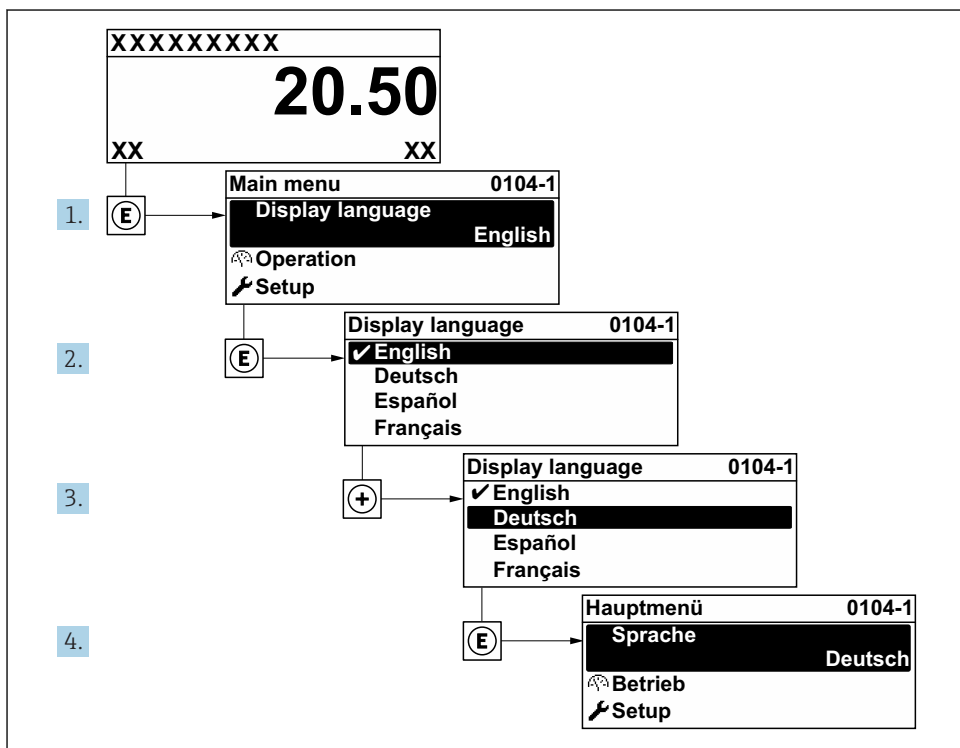 XXXXXXXXX
20.50
XX XX
1. E
Main menu 0104-1
Display language
English
Operation
Setup
2. E
Display language 0104-1
✔English
Deutsch
Español
Français
3. +
Display language 0104-1
✔English
Deutsch
Español
Français
4. E
Hauptmenü 0104-1
Sprache
Deutsch
Betrieb
Setup